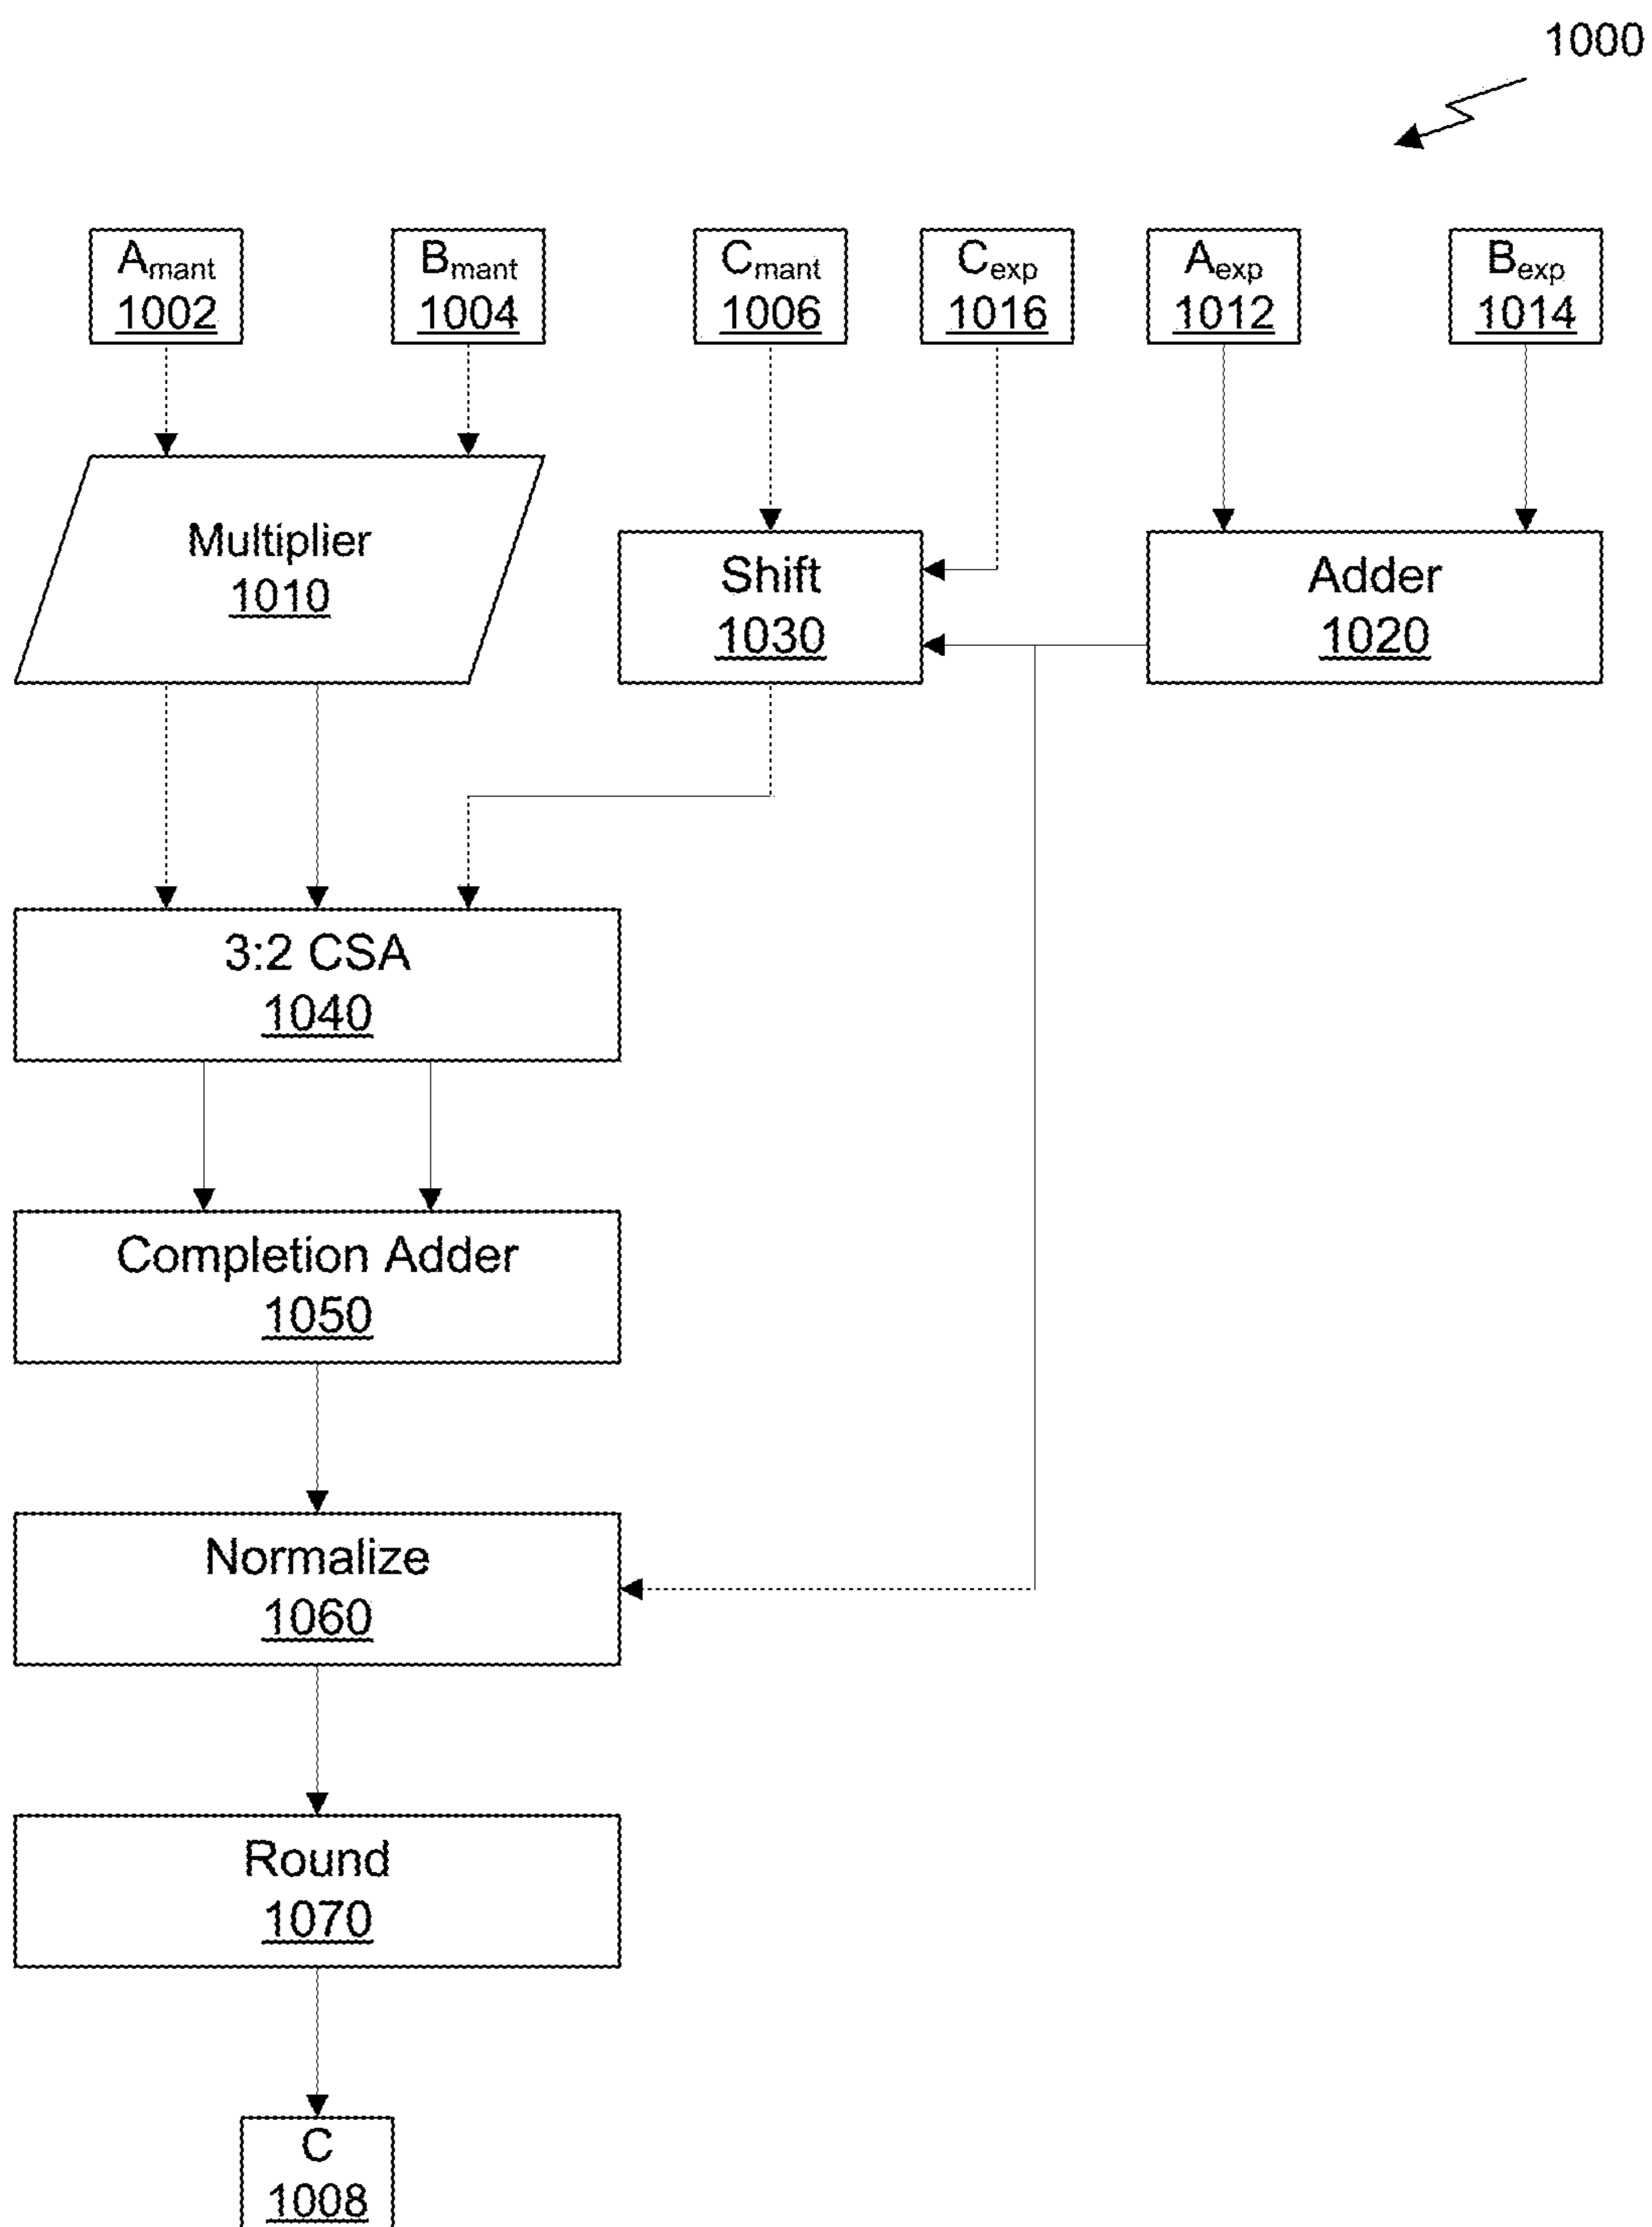 1000
Amant
1002
Bmant
1004
Cmant
1006
Cexp
1016
Aexp
1012
Bexp
1014
Multiplier
1010
Shift
1030
Adder
1020
3:2 CSA
1040
Completion Adder
1050
Normalize
1060
Round
1070
C
1008